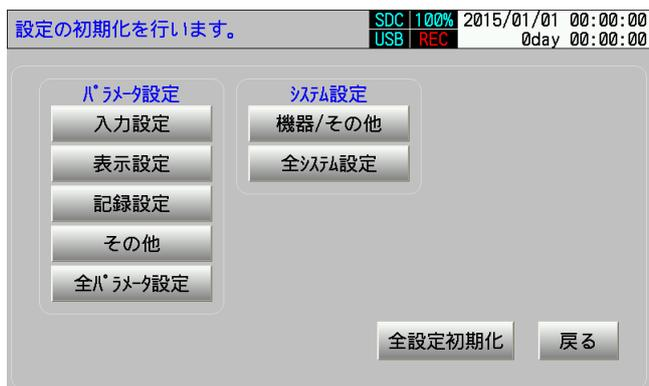 設定の初期化を行います。
SDC 100% 2015/01/01 00:00:00
USB REC 0day 00:00:00
ﾊﾟﾗﾒｰﾀ設定
ｼｽﾃﾑ設定
入力設定
機器/その他
表示設定
全ｼｽﾃﾑ設定
記録設定
その他
全ﾊﾟﾗﾒｰﾀ設定
全設定初期化
戻る